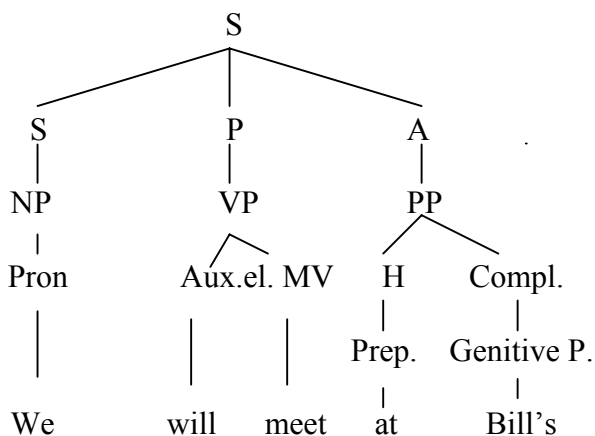 S
S P A
NP VP PP
Pron Aux.el. MV H Compl.
Prep. Genitive P.
We will meet at Bill's